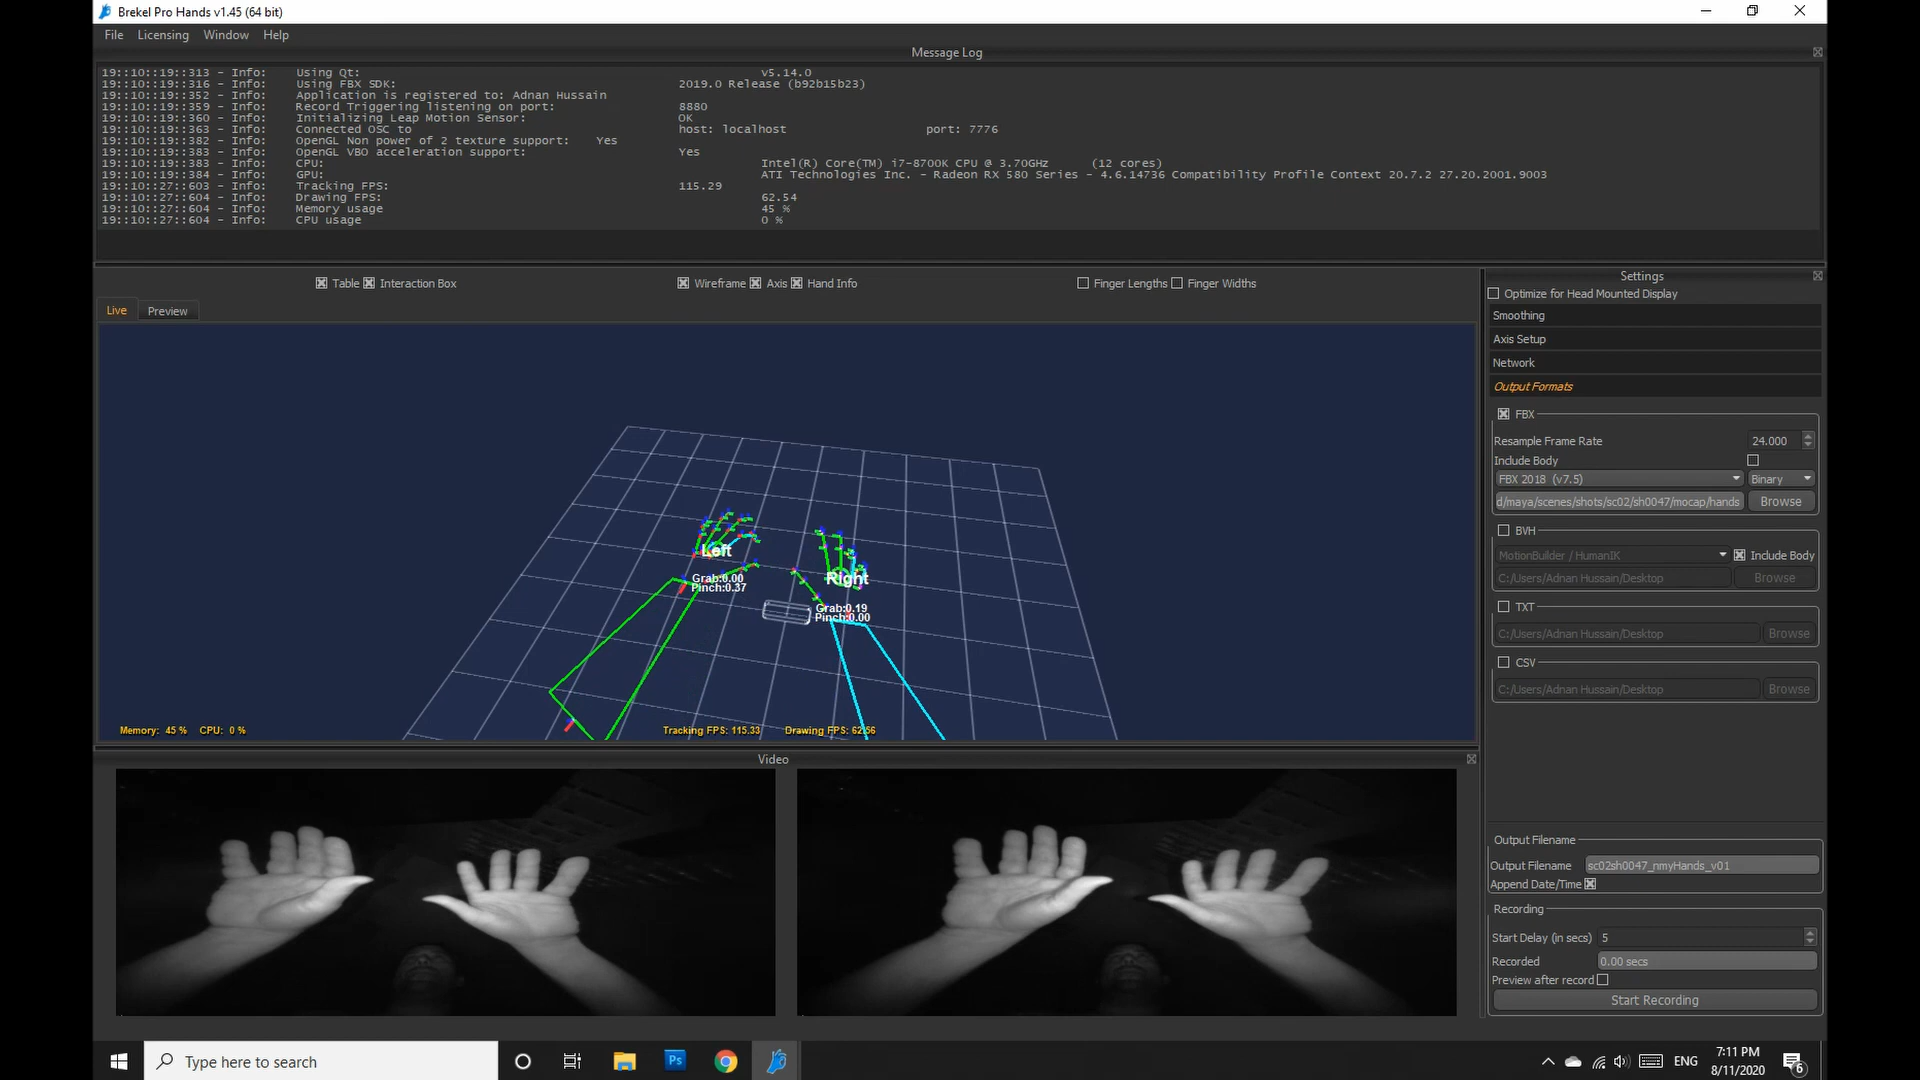 Brekel Pro Hands v1.45 (64 bit)
File Licensing Window Help
Message Log
19::10::19::313 - Info: Using Qt: v5.14.0
19::10::19::316 - Info: Using FBX SDK: 2019.0 Release (b92b15b23)
19::10::19::352 - Info: Application is registered to: Adnan Hussain
19::10::19::359 - Info: Record Triggering listening on port: 8880
19::10::19::360 - Info: Initializing Leap Motion Sensor: OK
19::10::19::363 - Info: Connected OSC to host: localhost port: 7776
19::10::19::382 - Info: OpenGL Non power of 2 texture support: Yes
19::10::19::383 - Info: OpenGL VBO acceleration support: Yes
19::10::19::383 - Info: CPU: Intel(R) Core(TM) i7-8700K CPU @ 3.70GHz (12 cores)
19::10::19::384 - Info: GPU: ATI Technologies Inc. - Radeon RX 580 Series - 4.6.14736 Compatibility Profile Context 20.7.2 27.20.2001.9003
19::10::27::603 - Info: Tracking FPS: 115.29
19::10::27::604 - Info: Drawing FPS: 62.54
19::10::27::604 - Info: Memory usage 45 %
19::10::27::604 - Info: CPU usage 0 %
Table Interaction Box Wireframe Axis Hand Info Finger Lengths Finger Widths
Live Preview
Left
Grab:0.00
Pinch:0.37
Right
Grab:0.19
Pinch:0.00
Memory: 45 % CPU: 0 % Tracking FPS: 115.33 Drawing FPS: 62.56
Video
Settings
Optimize for Head Mounted Display
Smoothing
Axis Setup
Network
Output Formats
FBX
Resample Frame Rate 24.000
Include Body
FBX 2018 (v7.5) Binary
d/maya/scenes/shots/sc02/sh0047/mocap/hands Browse
BVH
MotionBuilder / HumanIK Include Body
C:/Users/Adnan Hussain/Desktop Browse
TXT
C:/Users/Adnan Hussain/Desktop Browse
CSV
C:/Users/Adnan Hussain/Desktop Browse
Output Filename
Output Filename sc02sh0047_nmyHands_v01
Append Date/Time
Recording
Start Delay (in secs) 5
Recorded 0.00 secs
Preview after record
Start Recording
Type here to search
Ps
ENG
7:11 PM
8/11/2020
6